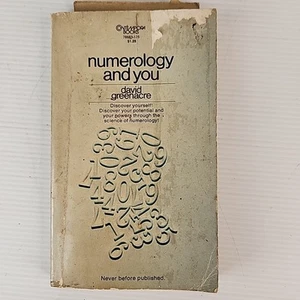 BOOKS
numerology
and you
david
greenacre
Discover yourself!
Discover your potential and
your powers through the
science of numerology!
Never before published.